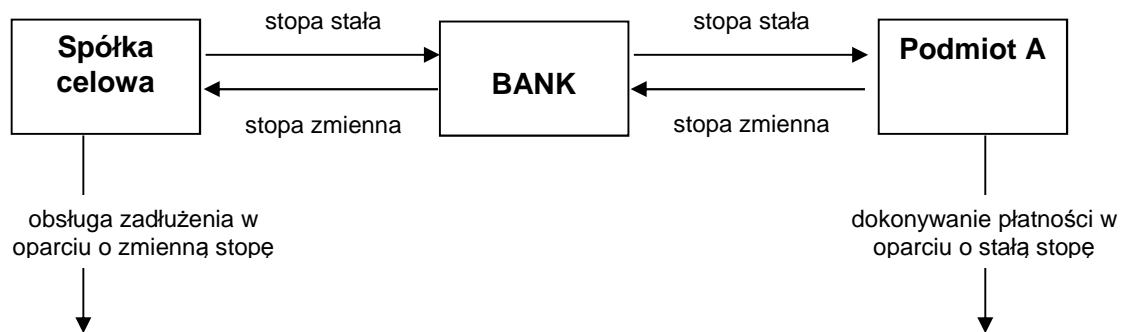 stopa stała
stopa stała
Spółka
celowa
BANK
Podmiot A
stopa zmienna
stopa zmienna
obsługa zadłużenia w
oparciu o zmienną stopę
dokonywanie płatności w
oparciu o stałą stopę